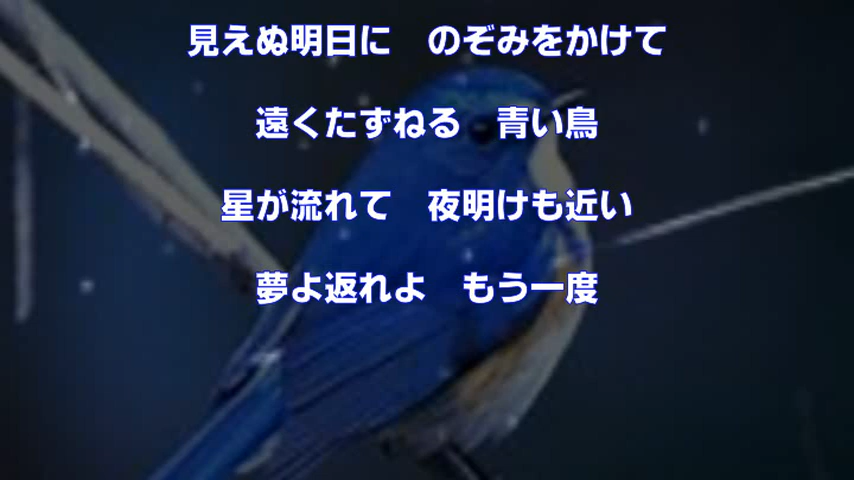 見えぬ明日に　のぞみをかけて
遠くたずねる　青い鳥
星が流れて　夜明けも近い
夢よ返れよ　もう一度